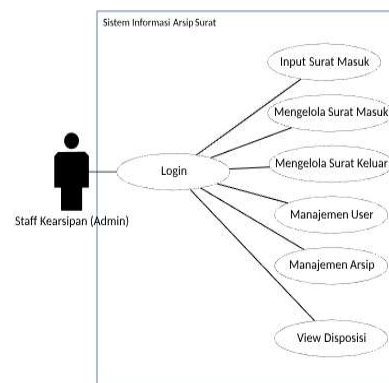 Sistem Informasi Arsip Surat
Input Surat Masuk
Mengelola Surat Masuk
Mengelola Surat Keluar
Login
Manajemen User
Staff Kearsipan (Admin)
Manajemen Arsip
View Disposisi